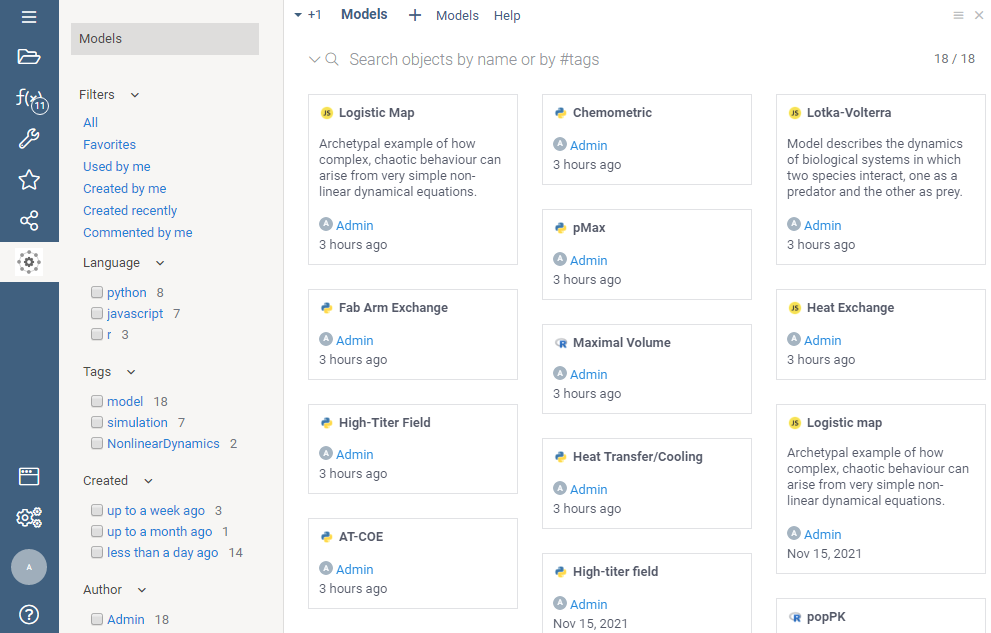 +1 Models + Models Help
Models
Search objects by name or by #tags 18 / 18
Filters
All
Favorites
Used by me
Created by me
Created recently
Commented by me
Language
python 8
javascript 7
r 3
Tags
model 18
simulation 7
NonlinearDynamics 2
Created
up to a week ago 3
up to a month ago 1
less than a day ago 14
Author
Admin 18
f(x)
11
A
JS Logistic Map
Archetypal example of how
complex, chaotic behaviour can
arise from very simple non-
linear dynamical equations.
A Admin
3 hours ago
Fab Arm Exchange
A Admin
3 hours ago
High-Titer Field
A Admin
3 hours ago
AT-COE
A Admin
3 hours ago
Chemometric
A Admin
3 hours ago
pMax
A Admin
3 hours ago
R Maximal Volume
A Admin
3 hours ago
Heat Transfer/Cooling
A Admin
3 hours ago
High-titer field
A Admin
Nov 15, 2021
JS Lotka-Volterra
Model describes the dynamics
of biological systems in which
two species interact, one as a
predator and the other as prey.
A Admin
3 hours ago
JS Heat Exchange
A Admin
3 hours ago
JS Logistic map
Archetypal example of how
complex, chaotic behaviour can
arise from very simple non-
linear dynamical equations.
A Admin
Nov 15, 2021
R popPK